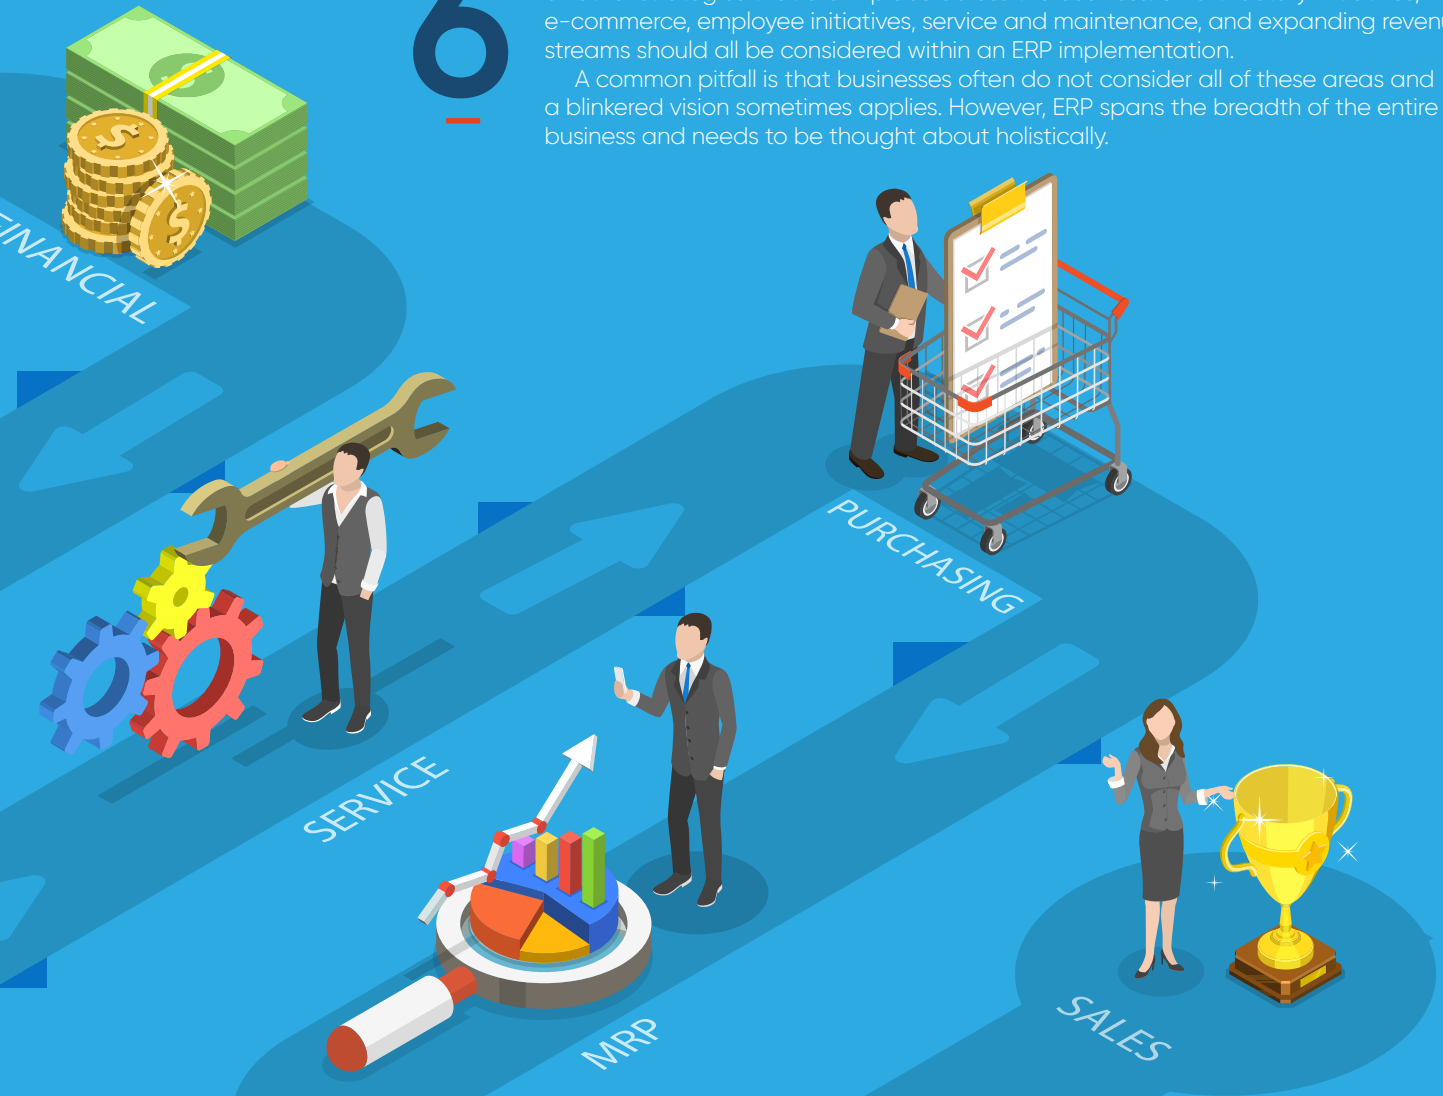 6
e-commerce, employee initiatives, service and maintenance, and expanding
streams should all be considered within an ERP implementation.
A common pitfall is that businesses often do not consider all of these areas and
a blinkered vision sometimes applies. However, ERP spans the breadth of the entire
business and needs to be thought about holistically.
FINANCIAL
PURCHASING
SERVICE
MRP
SALES